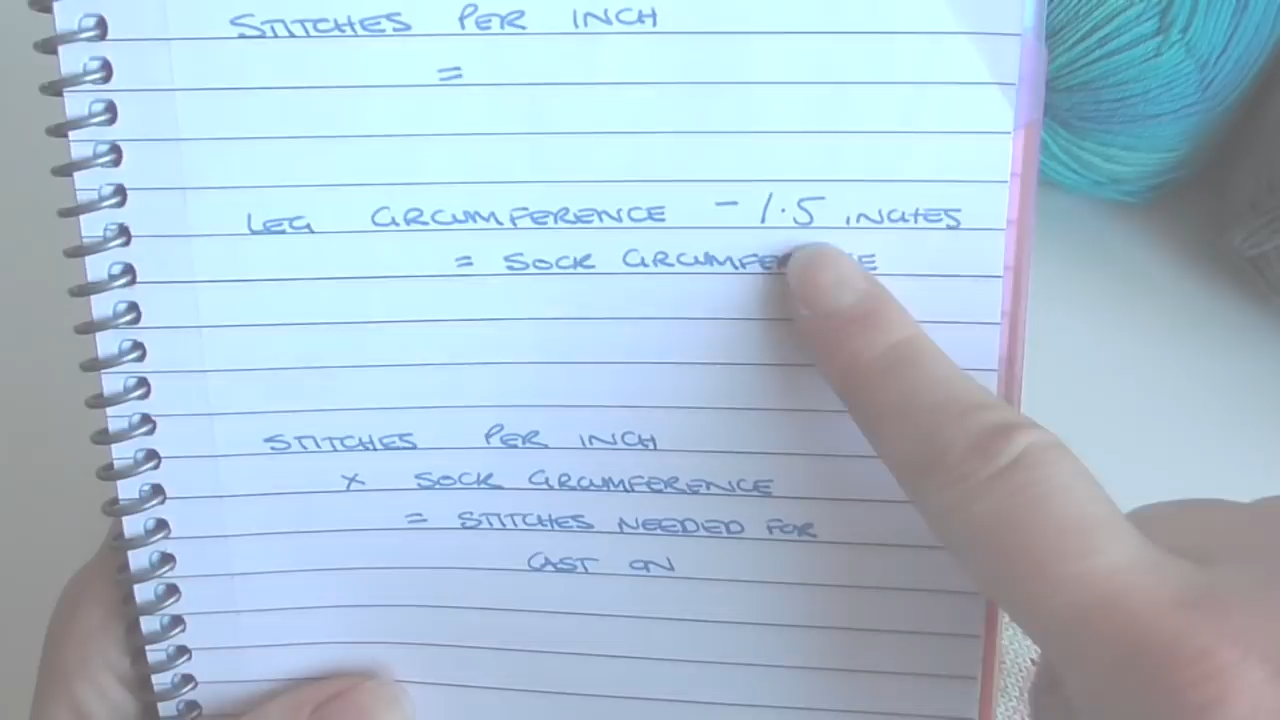 STITCHES PER INCH
=
LEG CIRCUMFERENCE - 1.5 INCHES
= SOCK CIRCUMFERENCE
STITCHES PER INCH
x SOCK CIRCUMFERENCE
= STITCHES NEEDED FOR
CAST ON